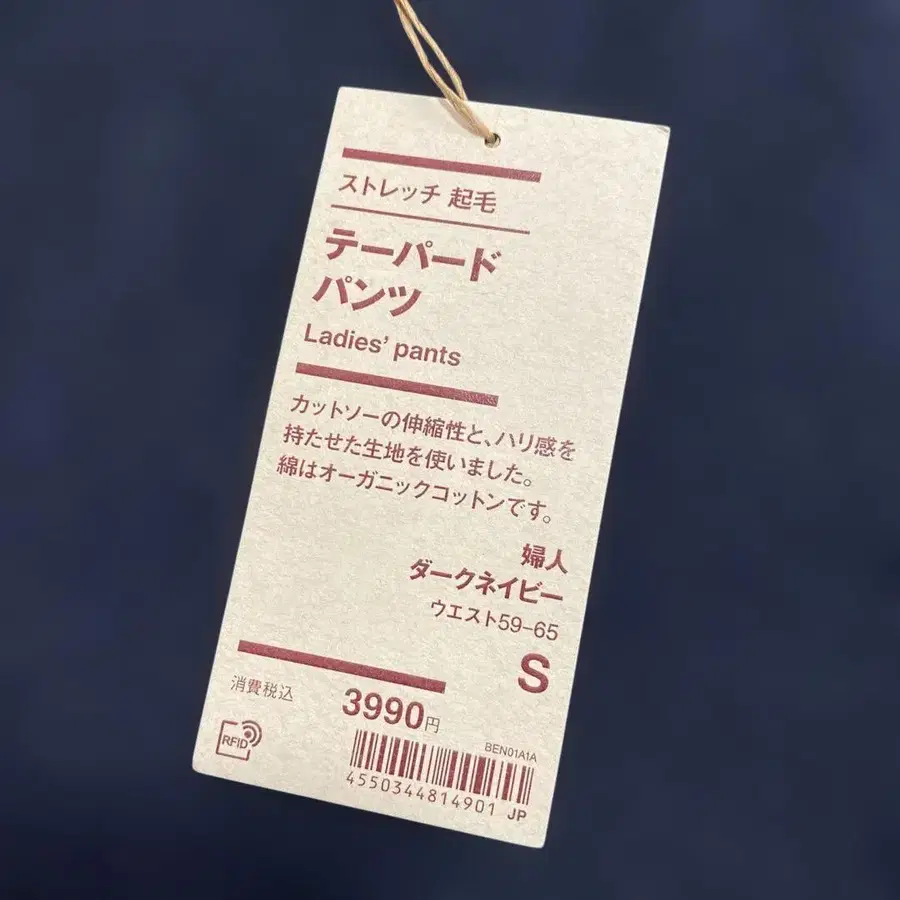 ストレッチ 起毛
テーパード
パンツ
Ladies' pants
カットソーの伸縮性と、ハリ感を
持たせた生地を使いました。
綿はオーガニックコットンです。
婦人
ダークネイビー
ウエスト59-65
S
消費税込 3990円
RFID
BEN01A1A
4550344814901 JP